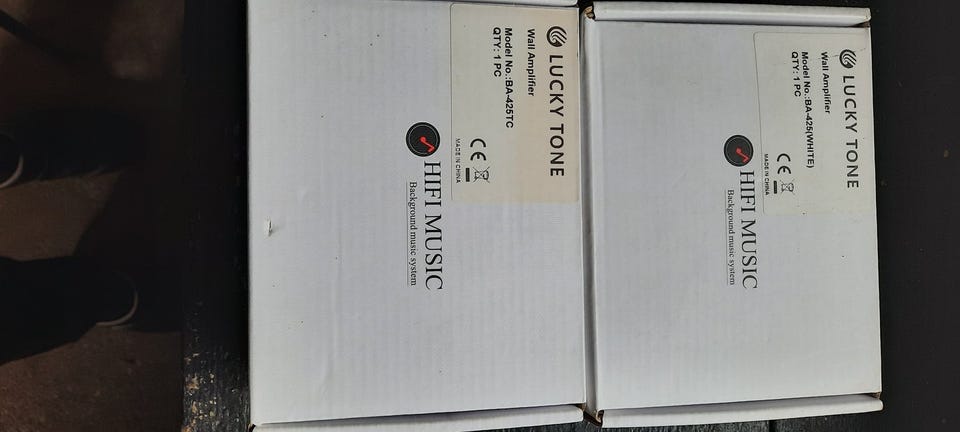 LUCKY TONE
Wall Amplifier
Model No.:BA-425TC
QTY: 1 PC
CE
MADE IN CHINA
HIFI MUSIC
Background music system
LUCKY TONE
Wall Amplifier
Model No.:BA-425(WHITE)
QTY: 1 PC
CE
MADE IN CHINA
HIFI MUSIC
Background music system